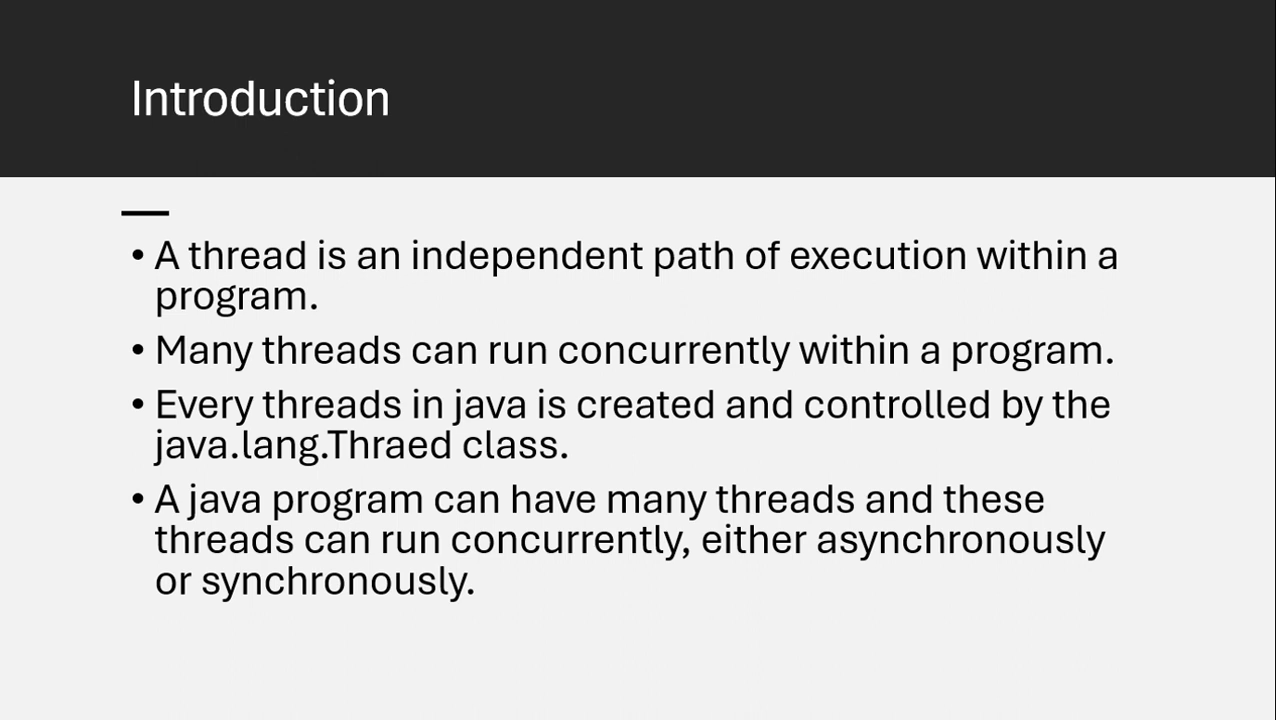 Introduction
• A thread is an independent path of execution within a
program.
• Many threads can run concurrently within a program.
• Every threads in java is created and controlled by the
java.lang.Thraed class.
• A java program can have many threads and these
threads can run concurrently, either asynchronously
or synchronously.